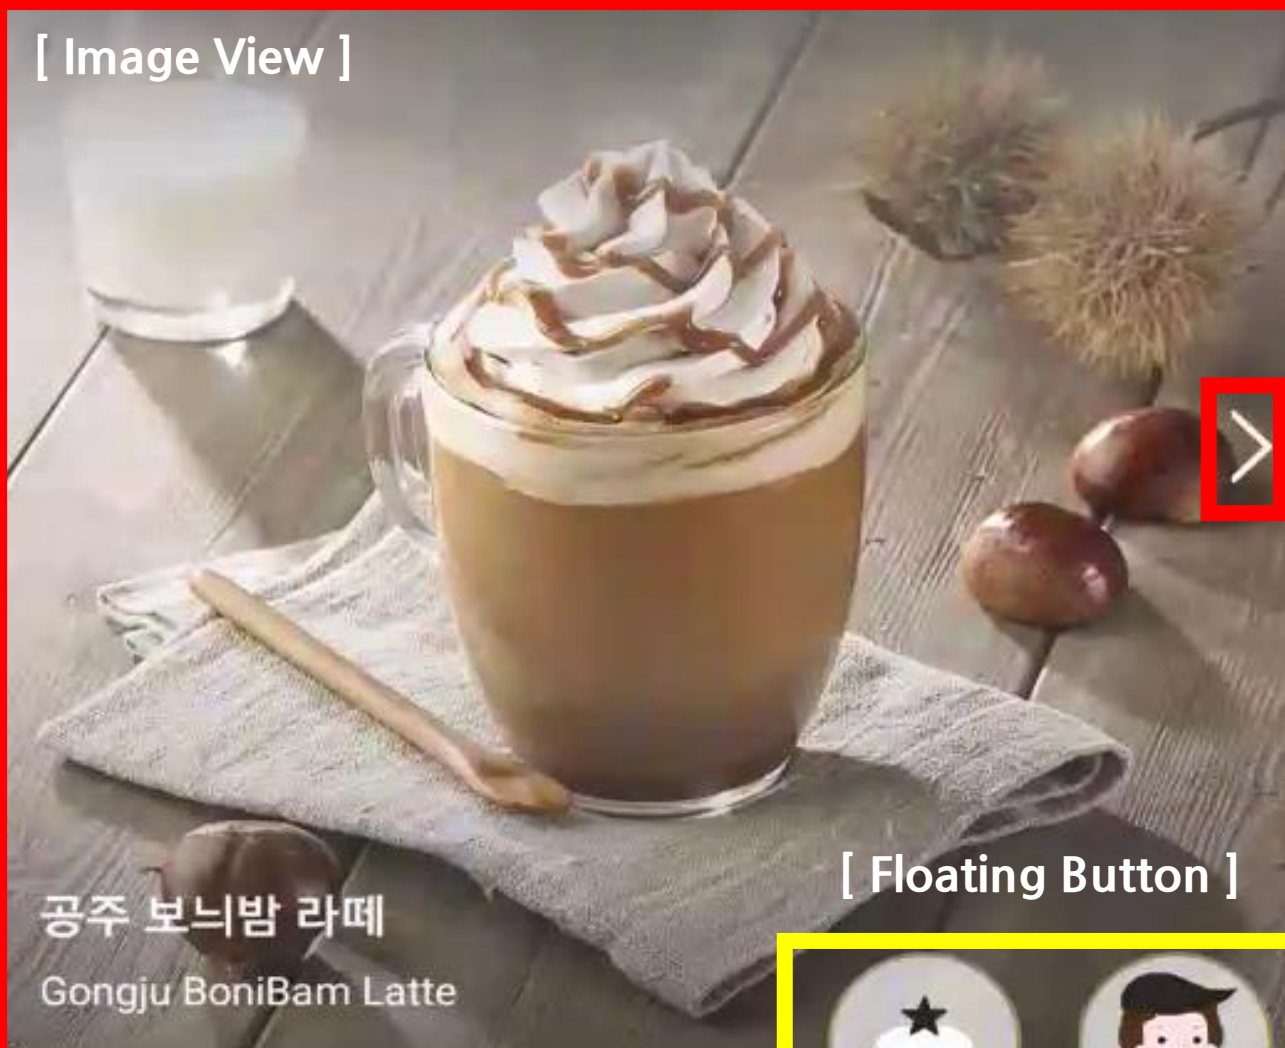 [ Image View ]
[ Floating Button ]
공주 보늬밤 라떼
Gongju BoniBam Latte